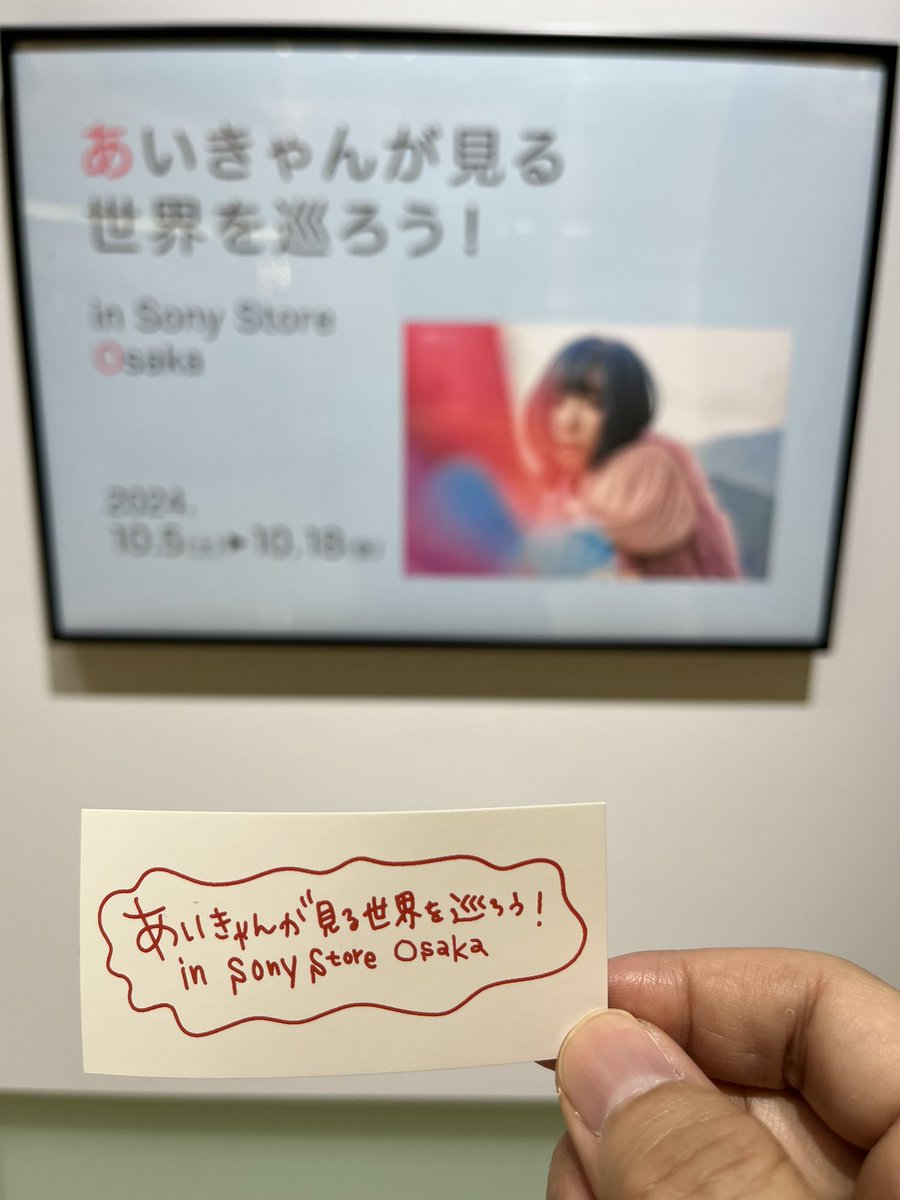 あいきゃんが見る
世界を巡ろう!
in Sony Store
Osaka
2024.
10.5(土)▶10.18(金)
あいきゃんが見る世界を巡ろう!
in Sony Store Osaka